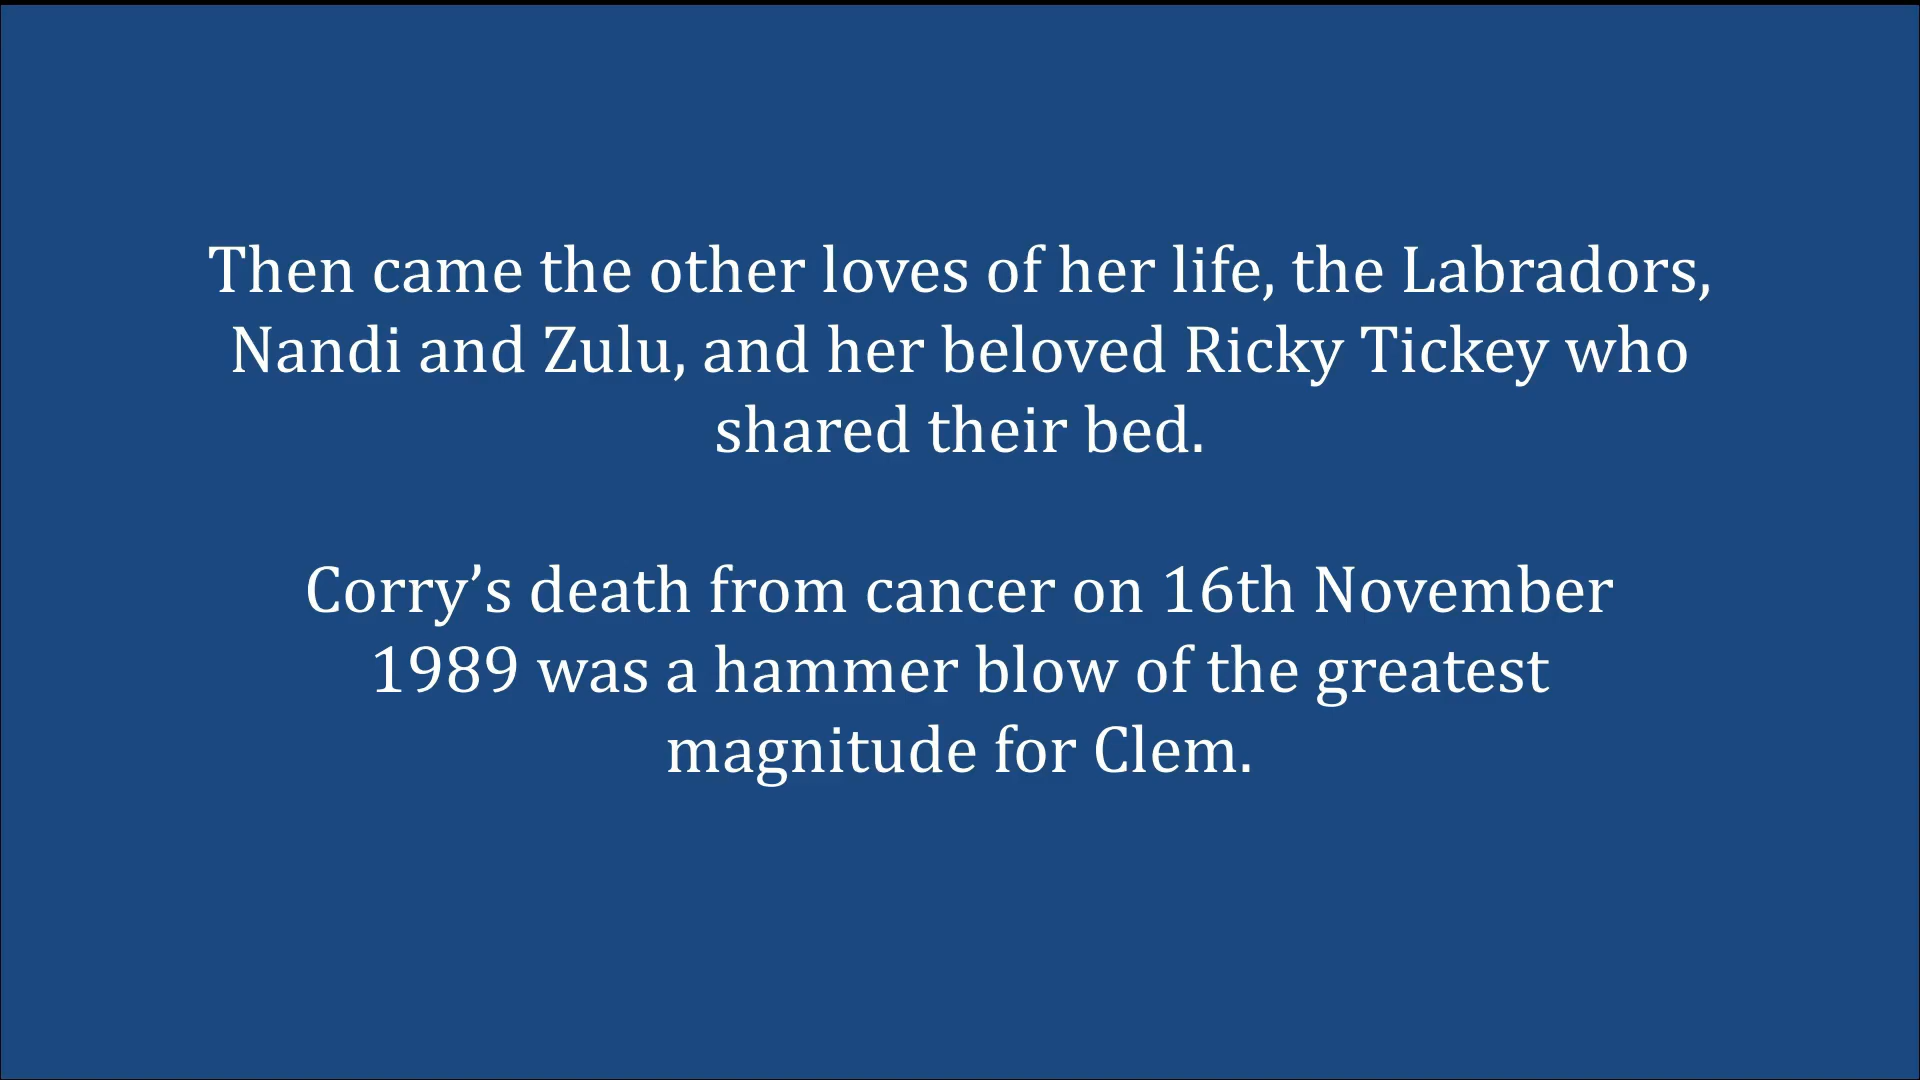 Then came the other loves of her life, the Labradors,
Nandi and Zulu, and her beloved Ricky Tickey who
shared their bed.
Corry’s death from cancer on 16th November
1989 was a hammer blow of the greatest
magnitude for Clem.